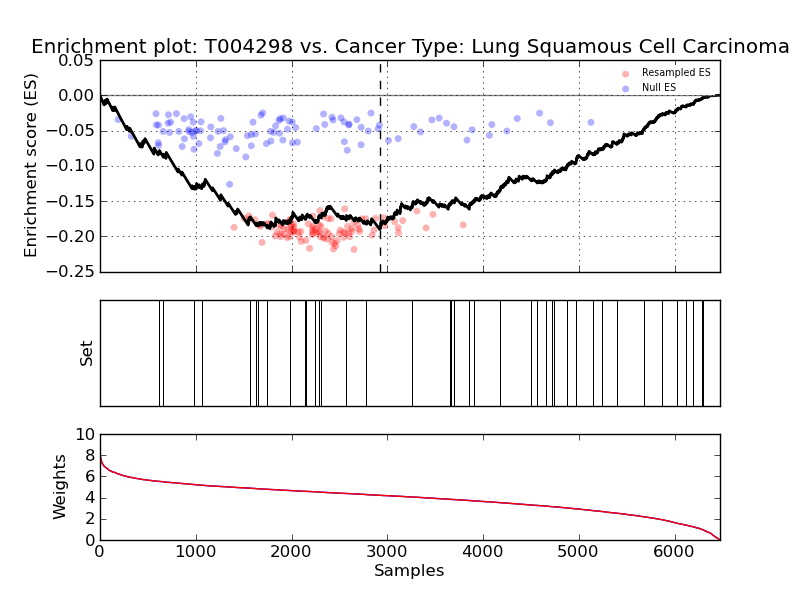 Enrichment plot: T004298 vs. Cancer Type: Lung Squamous Cell Carcinoma
Enrichment score (ES)
0.05
0.00
−0.05
−0.10
−0.15
−0.20
−0.25
Resampled ES
Null ES
Set
Weights
10
8
6
4
2
0
0 1000 2000 3000 4000 5000 6000
Samples